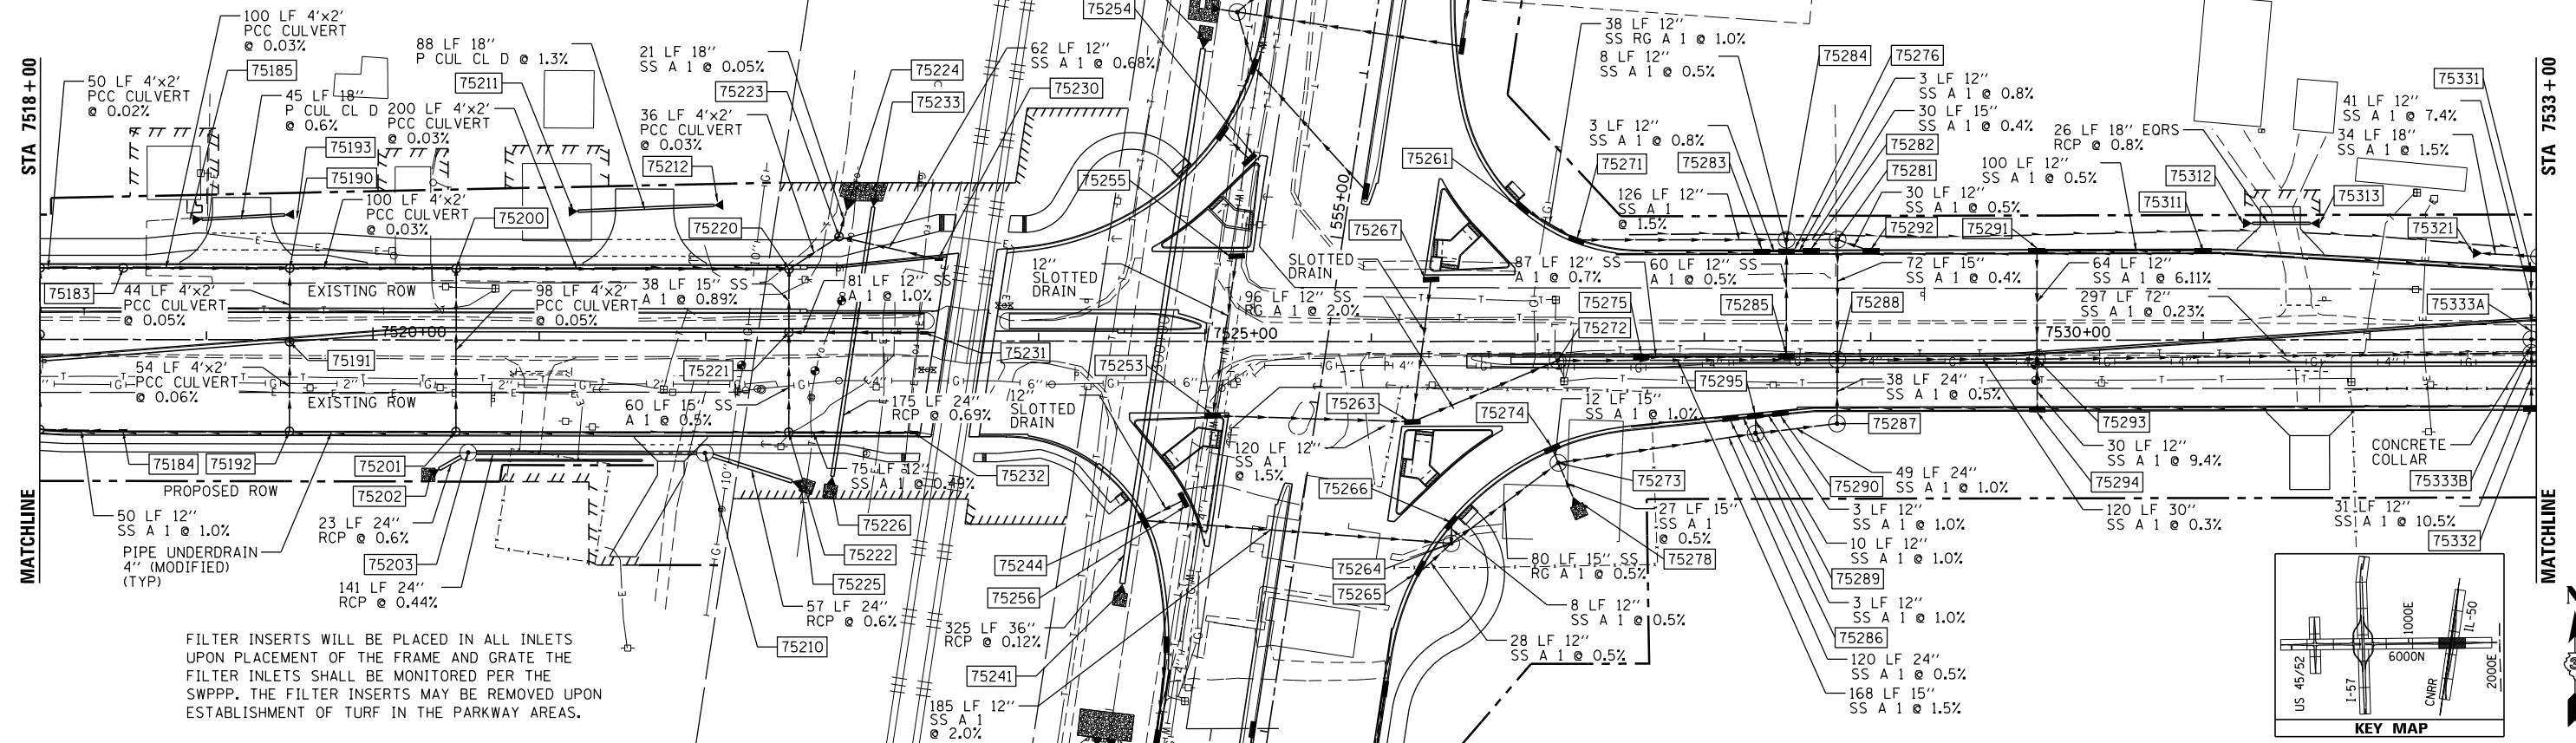 100 LF 4'x2'
PCC CULVERT
@ 0.03%
75185
50 LF 4'x2'
PCC CULVERT
@ 0.02%
STA 7518+00
MATCHLINE
45 LF 18"
P CUL CL D
@ 0.6%
88 LF 18"
P CUL CL D @ 1.3%
75211
200 LF 4'x2'
PCC CULVERT
@ 0.03%
75193
75190
100 LF 4'x2'
PCC CULVERT
@ 0.03%
75200
21 LF 18"
SS A 1 @ 0.05%
75223
75224
75233
36 LF 4'x2'
PCC CULVERT
@ 0.03%
75212
75220
62 LF 12"
SS A 1 @ 0.68%
75230
75254
75255
75183
44 LF 4'x2'
PCC CULVERT
@ 0.05%
EXISTING ROW
98 LF 4'x2'
PCC CULVERT
@ 0.05%
38 LF 15" SS
A 1 @ 0.89%
81 LF 12" SS
A 1 @ 1.0%
7520+00
75191
54 LF 4'x2'
PCC CULVERT
@ 0.06%
EXISTING ROW
75221
60 LF 15" SS
A 1 @ 0.5%
175 LF 24"
RCP @ 0.69%
75231
12"
SLOTTED
DRAIN
12"
SLOTTED
DRAIN
75253
7525+00
555+00
SLOTTED
DRAIN
96 LF 12" SS
RG A 1 @ 2.0%
75184
75192
75201
75202
PROPOSED ROW
50 LF 12"
SS A 1 @ 1.0%
PIPE UNDERDRAIN
4" (MODIFIED)
(TYP)
23 LF 24"
RCP @ 0.6%
75203
141 LF 24"
RCP @ 0.44%
75 LF 12"
SS A 1 @ 0.49%
75232
75226
75222
75225
57 LF 24"
RCP @ 0.6%
75210
75244
75256
325 LF 36"
RCP @ 0.12%
75241
185 LF 12"
SS A 1
@ 2.0%
FILTER INSERTS WILL BE PLACED IN ALL INLETS
UPON PLACEMENT OF THE FRAME AND GRATE THE
FILTER INLETS SHALL BE MONITORED PER THE
SWPPP. THE FILTER INSERTS MAY BE REMOVED UPON
ESTABLISHMENT OF TURF IN THE PARKWAY AREAS.
38 LF 12"
SS RG A 1 @ 1.0%
8 LF 12"
SS A 1 @ 0.5%
75284
75276
3 LF 12"
SS A 1 @ 0.8%
30 LF 15"
SS A 1 @ 0.4%
75282
75281
3 LF 12"
SS A 1 @ 0.8%
75261
75271
75283
126 LF 12"
SS A 1
@ 1.5%
30 LF 12"
SS A 1 @ 0.5%
75292
75291
100 LF 12"
SS A 1 @ 0.5%
26 LF 18" EQRS
RCP @ 0.8%
75312
75311
75313
75331
41 LF 12"
SS A 1 @ 7.4%
34 LF 18"
SS A 1 @ 1.5%
75321
STA 7533+00
MATCHLINE
75267
87 LF 12" SS
A 1 @ 0.7%
60 LF 12" SS
A 1 @ 0.5%
72 LF 15"
SS A 1 @ 0.4%
64 LF 12"
SS A 1 @ 6.11%
297 LF 72"
SS A 1 @ 0.23%
75333A
7530+00
75275
75285
75288
75272
75263
75274
75295
12 LF 15"
SS A 1 @ 1.0%
38 LF 24"
SS A 1 @ 0.5%
75287
75293
30 LF 12"
SS A 1 @ 9.4%
75294
CONCRETE
COLLAR
75333B
120 LF 12"
SS A 1
@ 1.5%
75266
75273
27 LF 15"
SS A 1
@ 0.5%
75278
75264
75265
80 LF 15" SS
RG A 1 @ 0.5%
8 LF 12"
SS A 1 @ 0.5%
28 LF 12"
SS A 1 @ 0.5%
75290
49 LF 24"
SS A 1 @ 1.0%
3 LF 12"
SS A 1 @ 1.0%
10 LF 12"
SS A 1 @ 1.0%
75289
3 LF 12"
SS A 1 @ 1.0%
75286
120 LF 24"
SS A 1 @ 0.5%
168 LF 15"
SS A 1 @ 1.5%
120 LF 30"
SS A 1 @ 0.3%
31 LF 12"
SS A 1 @ 10.5%
75332
US 45/52
I-57
1000E
6000N
CNRR
IL-50
2000E
KEY MAP